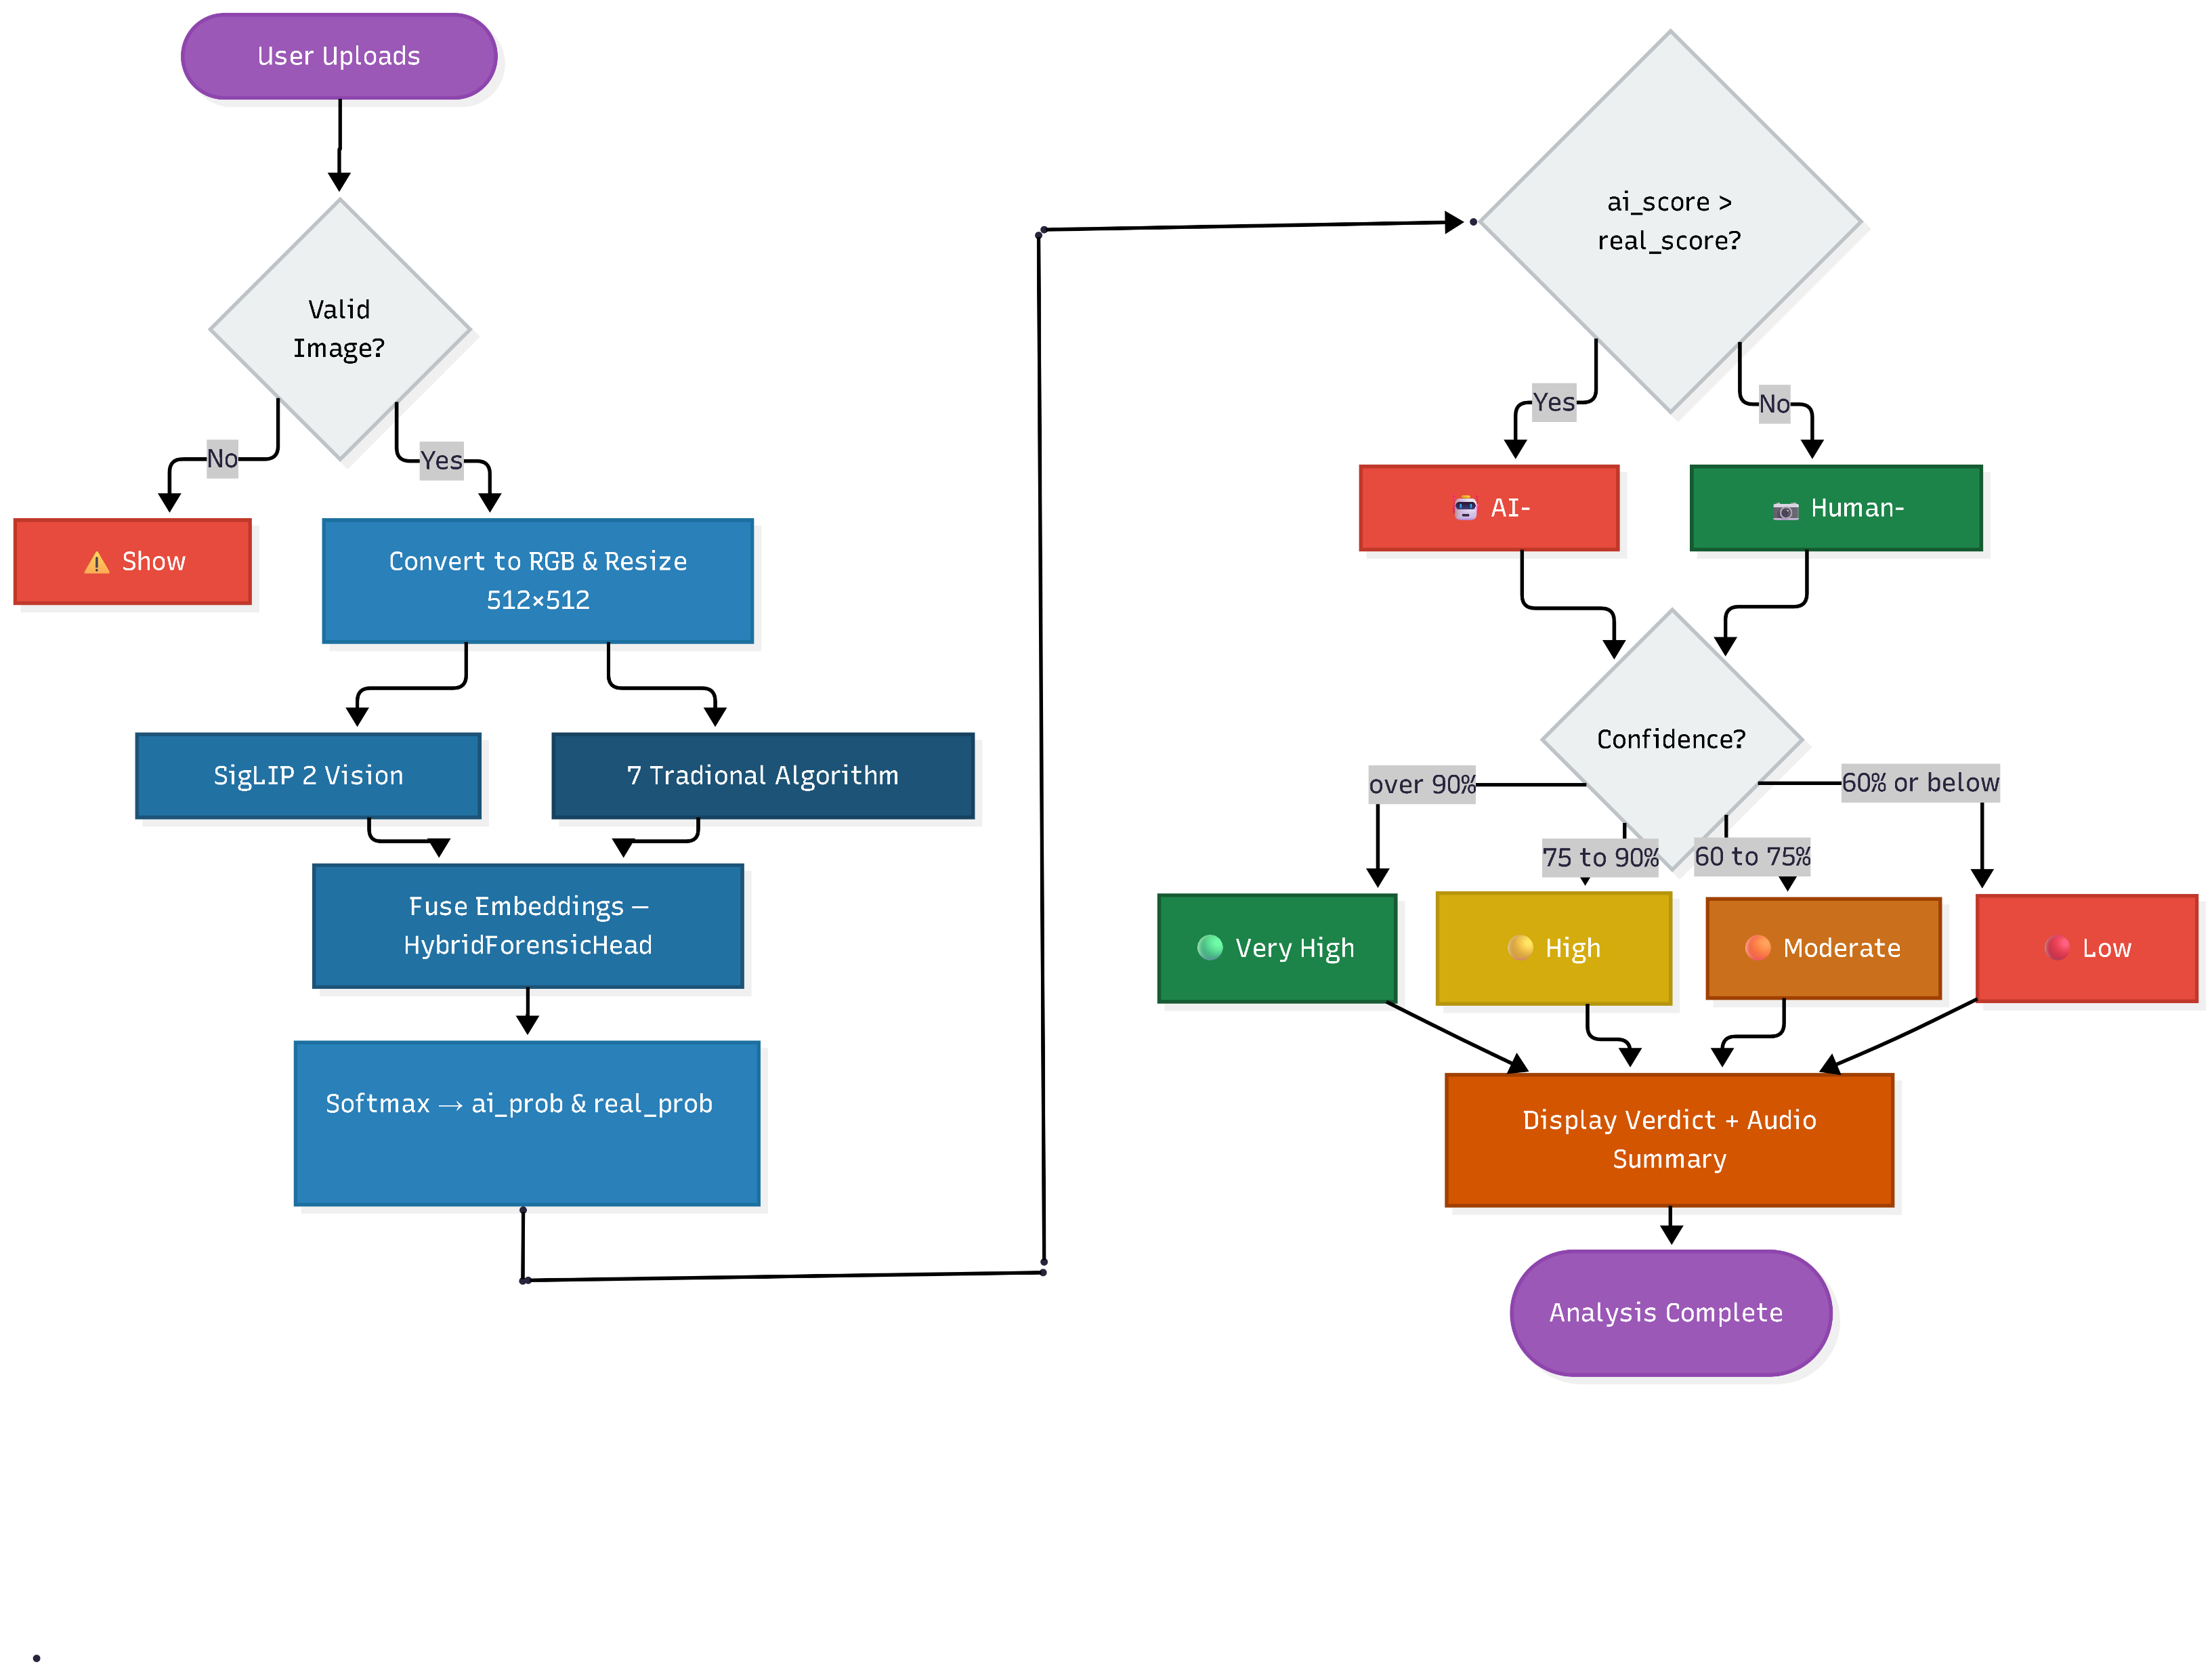 User Uploads
Valid
Image?
No
Yes
⚠️ Show
Convert to RGB & Resize
512×512
SigLIP 2 Vision
7 Tradional Algorithm
Fuse Embeddings —
HybridForensicHead
Softmax → ai_prob & real_prob
ai_score >
real_score?
Yes
No
🤖 AI-
📷 Human-
Confidence?
over 90%
75 to 90%
60 to 75%
60% or below
🟢 Very High
🟡 High
🟠 Moderate
🔴 Low
Display Verdict + Audio
Summary
Analysis Complete